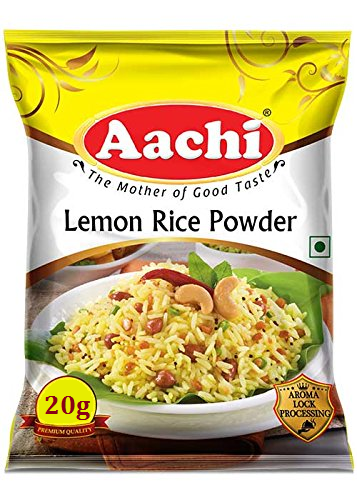 Aachi®
The Mother of Good Taste
Lemon Rice Powder
20g
PREMIUM QUALITY
AROMA
LOCK
PROCESSING